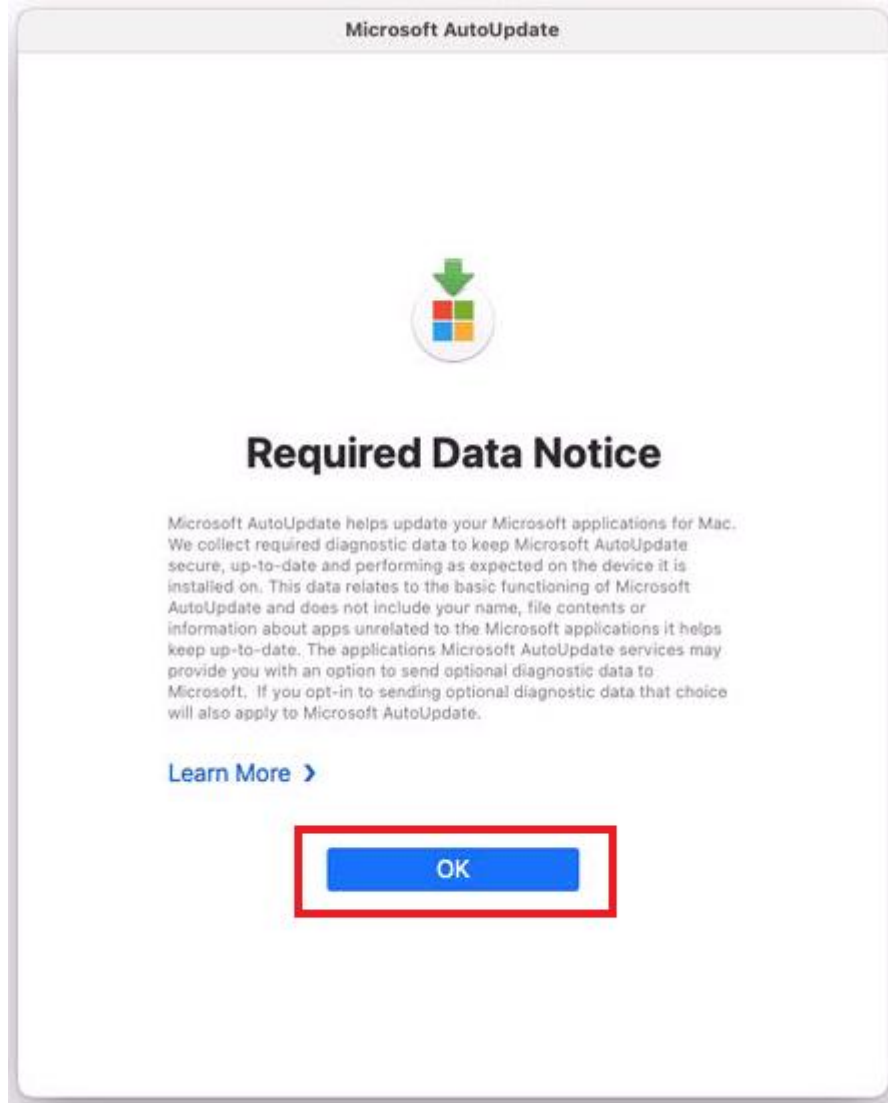 Microsoft AutoUpdate
Required Data Notice
Microsoft AutoUpdate helps update your Microsoft applications for Mac.
We collect required diagnostic data to keep Microsoft AutoUpdate
secure, up-to-date and performing as expected on the device it is
installed on. This data relates to the basic functioning of Microsoft
AutoUpdate and does not include your name, file contents or
information about apps unrelated to the Microsoft applications it helps
keep up-to-date. The applications Microsoft AutoUpdate services may
provide you with an option to send optional diagnostic data to
Microsoft. If you opt-in to sending optional diagnostic data that choice
will also apply to Microsoft AutoUpdate.
Learn More ❯
OK